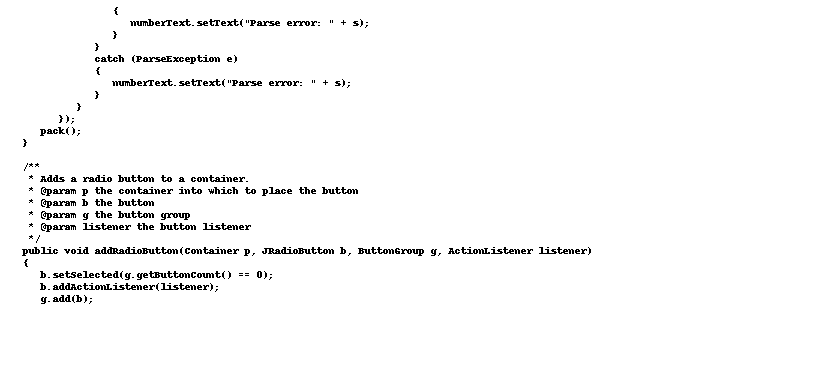 {
numberText.setText("Parse error: " + s);
}
}
catch (ParseException e)
{
numberText.setText("Parse error: " + s);
}
}
});
pack();
}
/**
* Adds a radio button to a container.
* @param p the container into which to place the button
* @param b the button
* @param g the button group
* @param listener the button listener
*/
public void addRadioButton(Container p, JRadioButton b, ButtonGroup g, ActionListener listener)
{
b.setSelected(g.getButtonCount() == 0);
b.addActionListener(listener);
g.add(b);